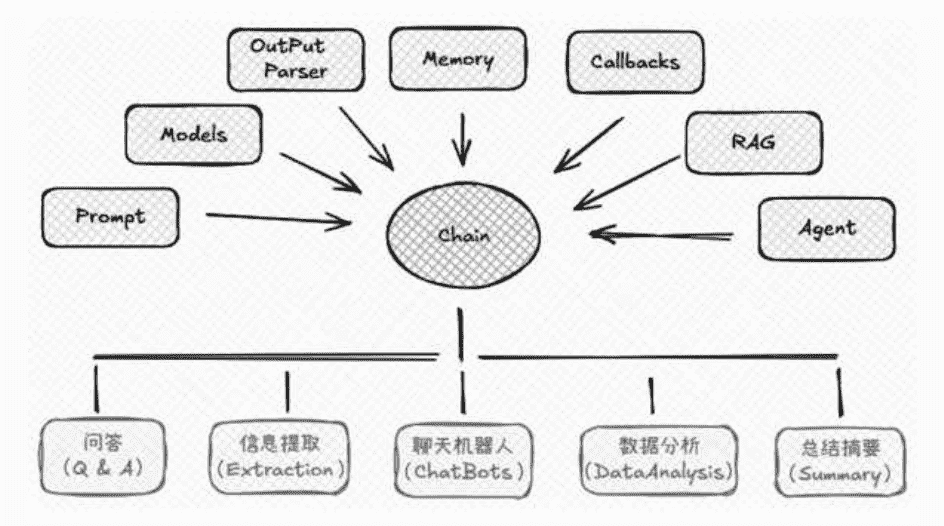 OutPut
Parser
Memory
Callbacks
Models
RAG
Prompt
Chain
Agent
问答
(Q & A)
信息提取
(Extraction)
聊天机器人
(ChatBots)
数据分析
(DataAnalysis)
总结摘要
(Summary)